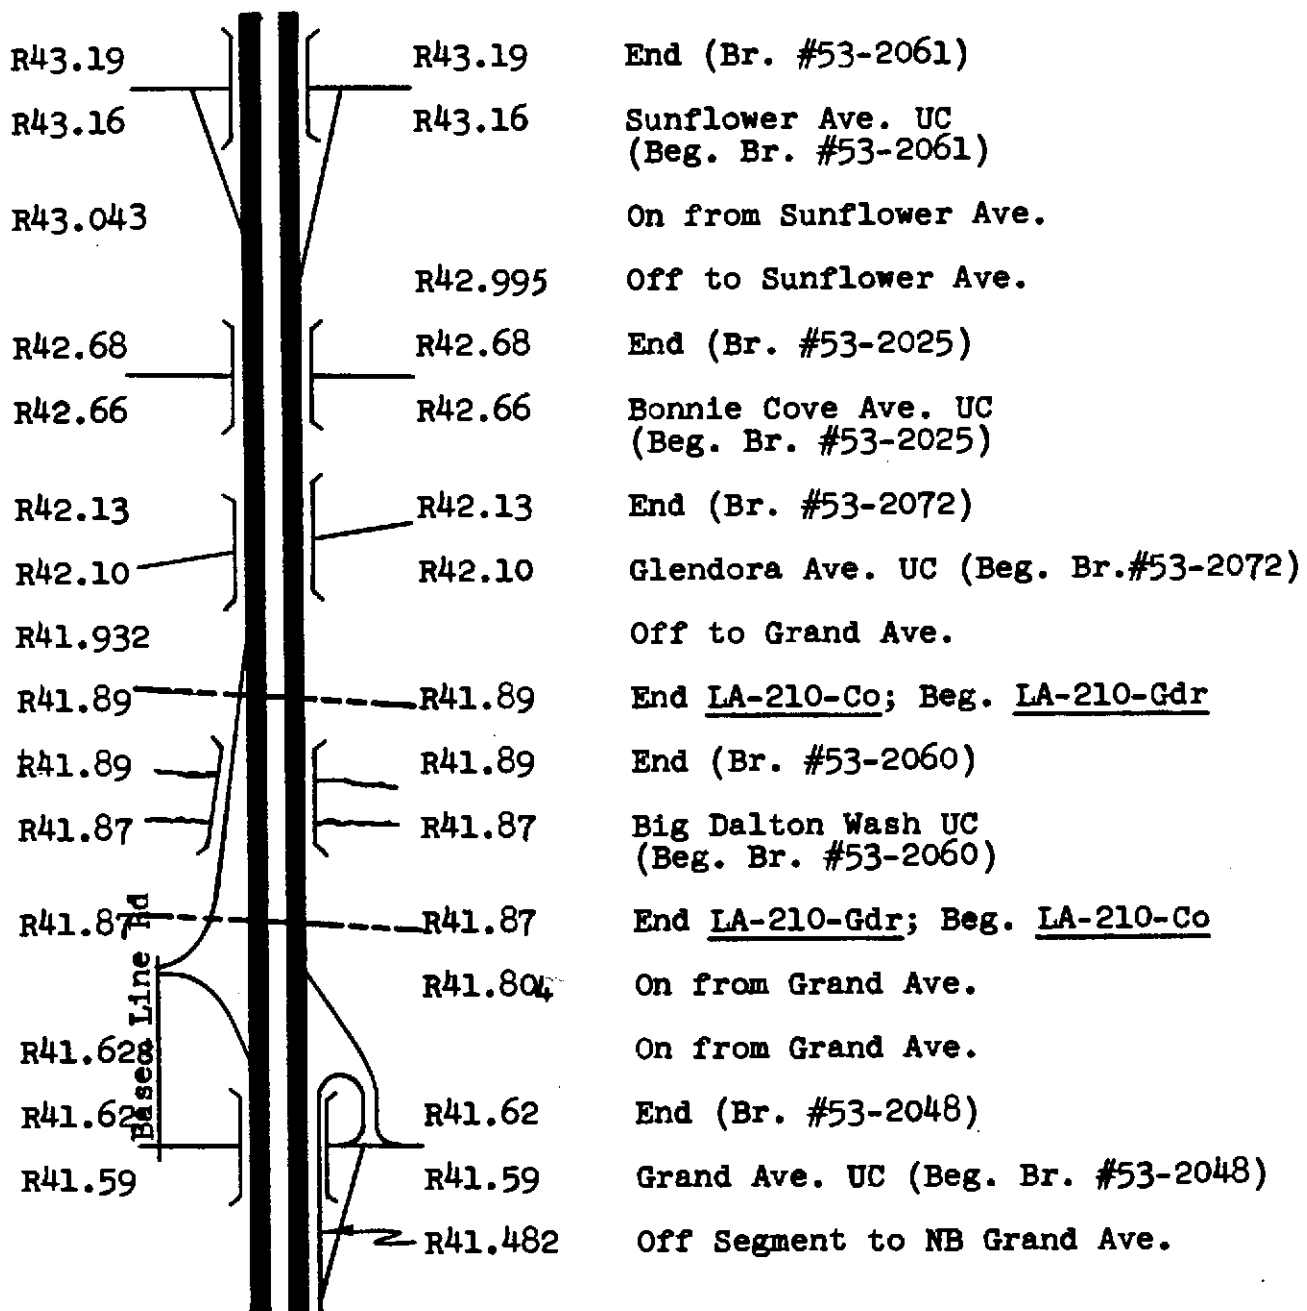 R43.19 R43.19 End (Br. #53-2061)
R43.16 R43.16 Sunflower Ave. UC
(Beg. Br. #53-2061)
R43.043 On from Sunflower Ave.
R42.995 Off to Sunflower Ave.
R42.68 R42.68 End (Br. #53-2025)
R42.66 R42.66 Bonnie Cove Ave. UC
(Beg. Br. #53-2025)
R42.13 R42.13 End (Br. #53-2072)
R42.10 R42.10 Glendora Ave. UC (Beg. Br.#53-2072)
R41.932 Off to Grand Ave.
R41.89 R41.89 End LA-210-Co; Beg. LA-210-Gdr
R41.89 R41.89 End (Br. #53-2060)
R41.87 R41.87 Big Dalton Wash UC
(Beg. Br. #53-2060)
R41.87 R41.87 End LA-210-Gdr; Beg. LA-210-Co
R41.804 On from Grand Ave.
R41.628 On from Grand Ave.
R41.62 R41.62 End (Br. #53-2048)
R41.59 R41.59 Grand Ave. UC (Beg. Br. #53-2048)
R41.482 Off Segment to NB Grand Ave.
Based Line Rd